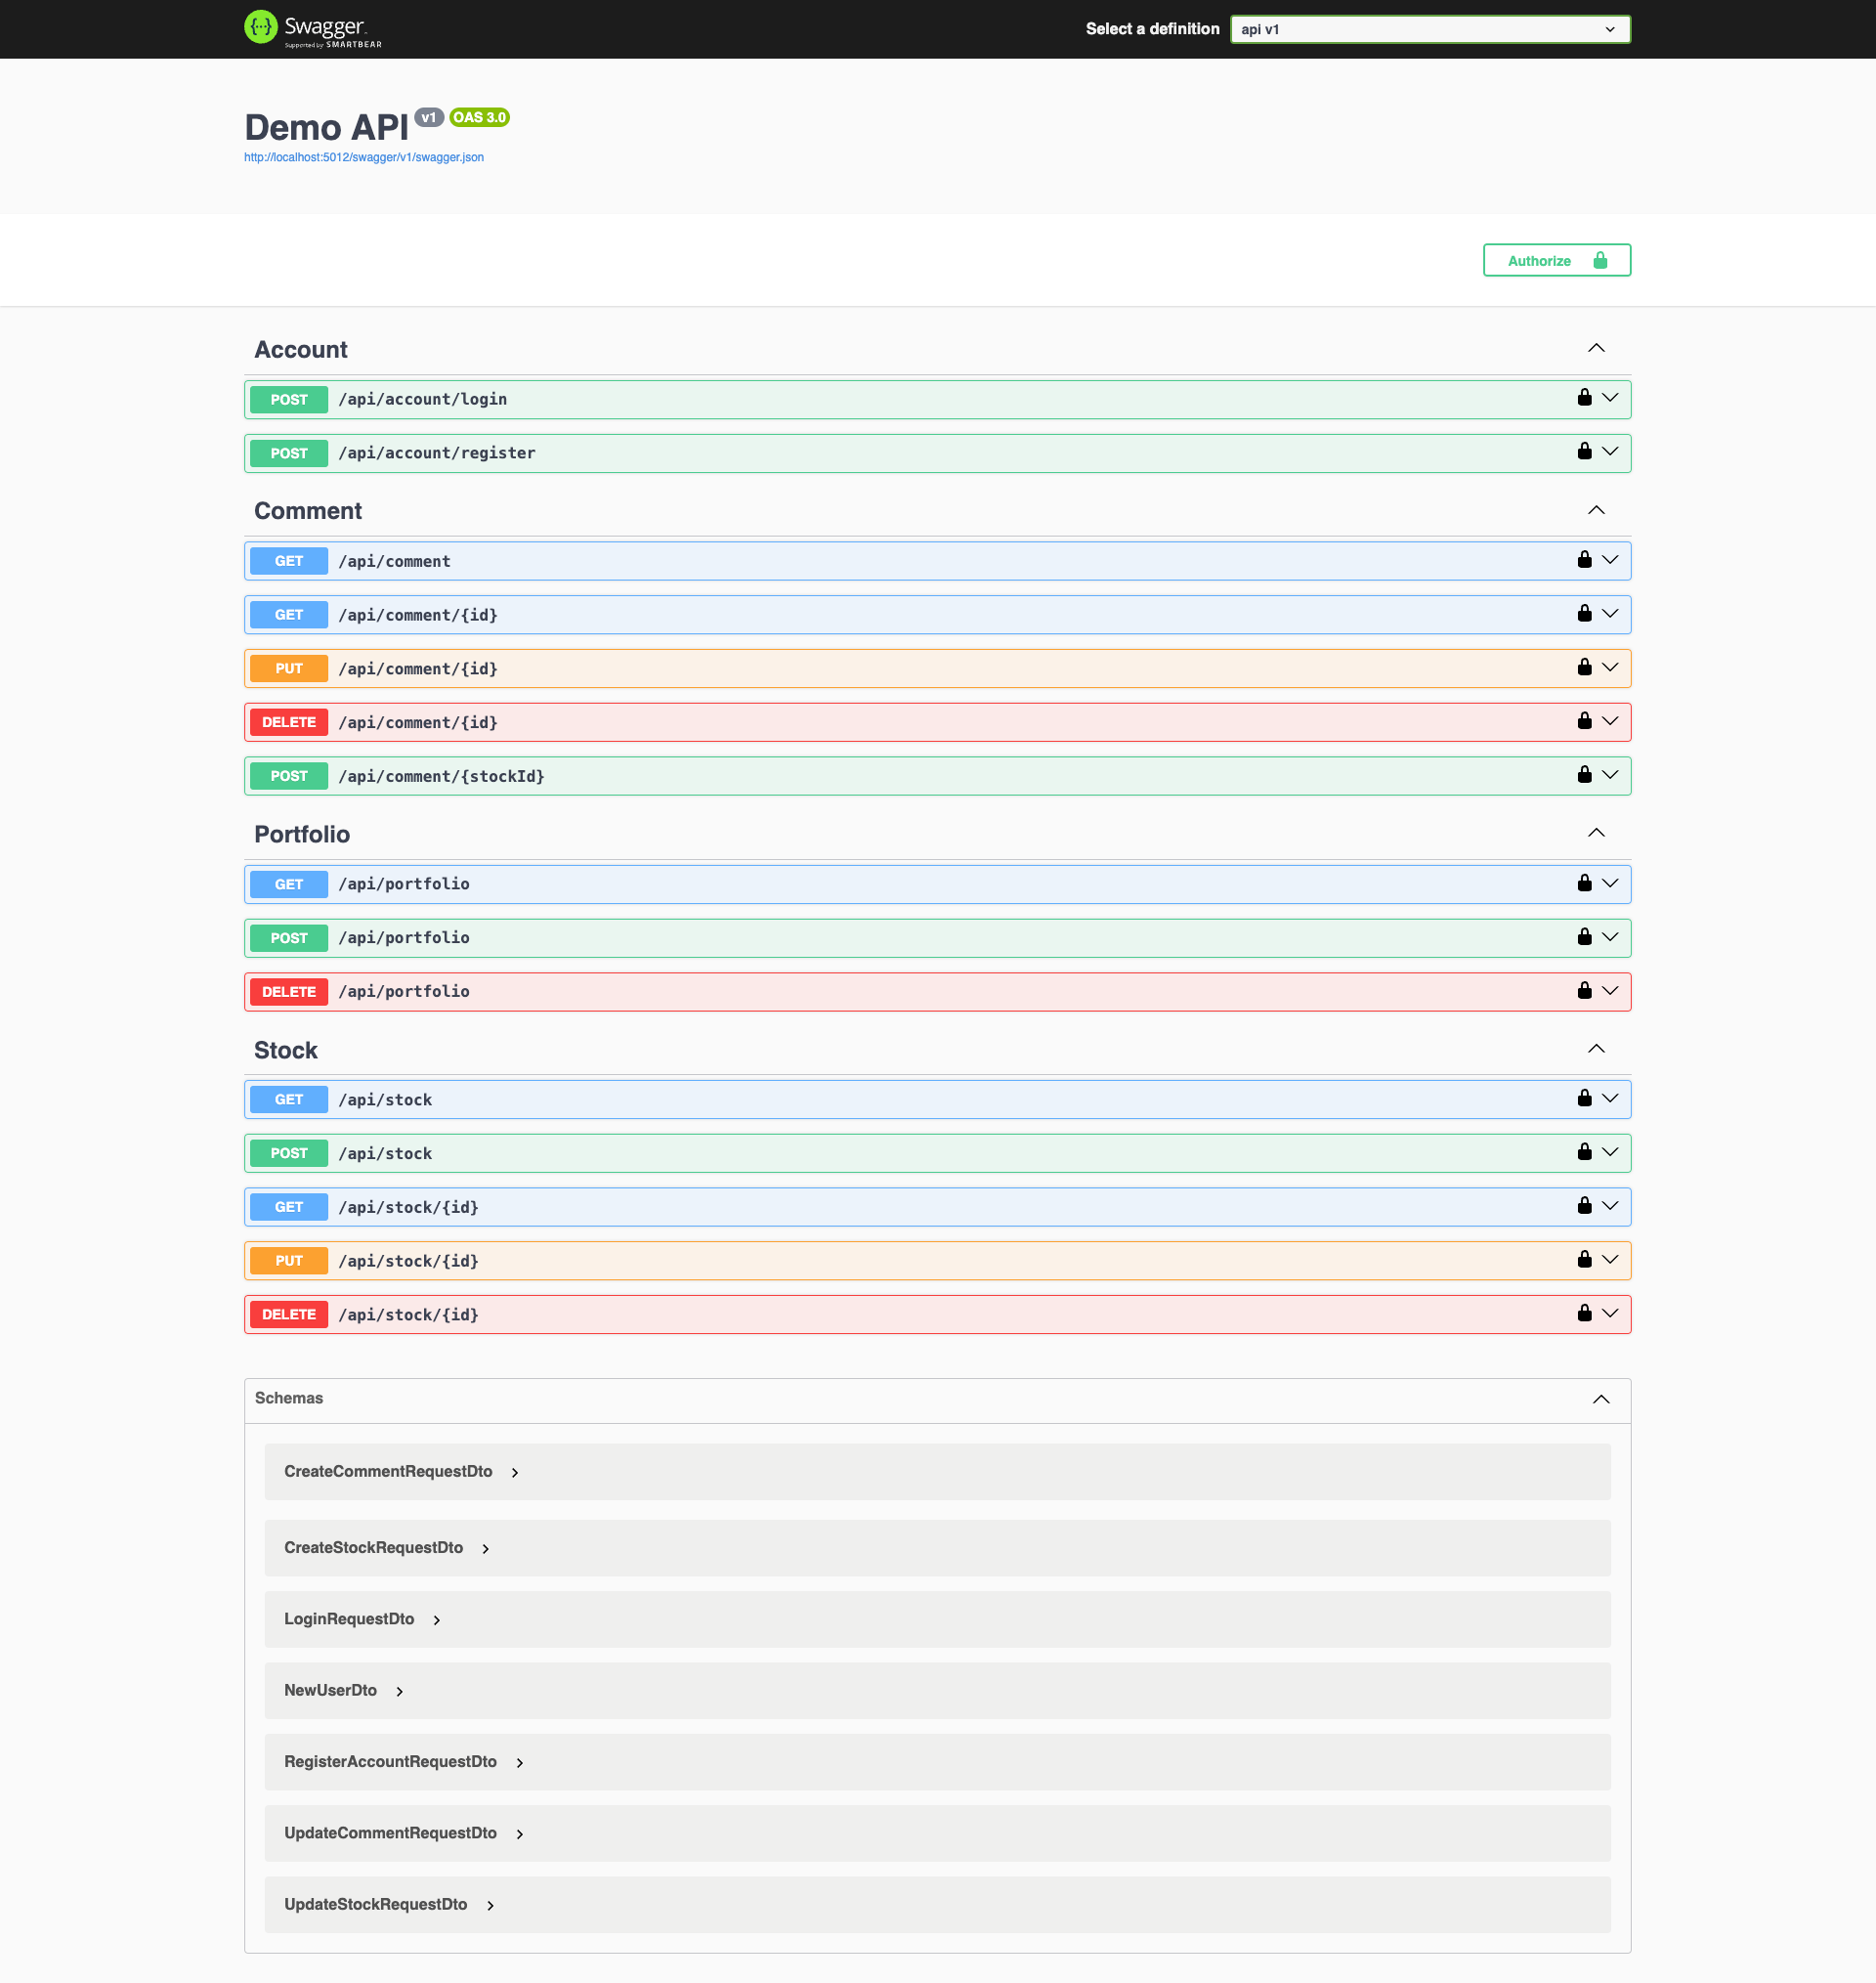 Swagger
Supported by SMARTBEAR
Select a definition
api v1
Demo API v1 OAS 3.0
http://localhost:5012/swagger/v1/swagger.json
Authorize
Account
POST /api/account/login
POST /api/account/register
Comment
GET /api/comment
GET /api/comment/{id}
PUT /api/comment/{id}
DELETE /api/comment/{id}
POST /api/comment/{stockId}
Portfolio
GET /api/portfolio
POST /api/portfolio
DELETE /api/portfolio
Stock
GET /api/stock
POST /api/stock
GET /api/stock/{id}
PUT /api/stock/{id}
DELETE /api/stock/{id}
Schemas
CreateCommentRequestDto
CreateStockRequestDto
LoginRequestDto
NewUserDto
RegisterAccountRequestDto
UpdateCommentRequestDto
UpdateStockRequestDto